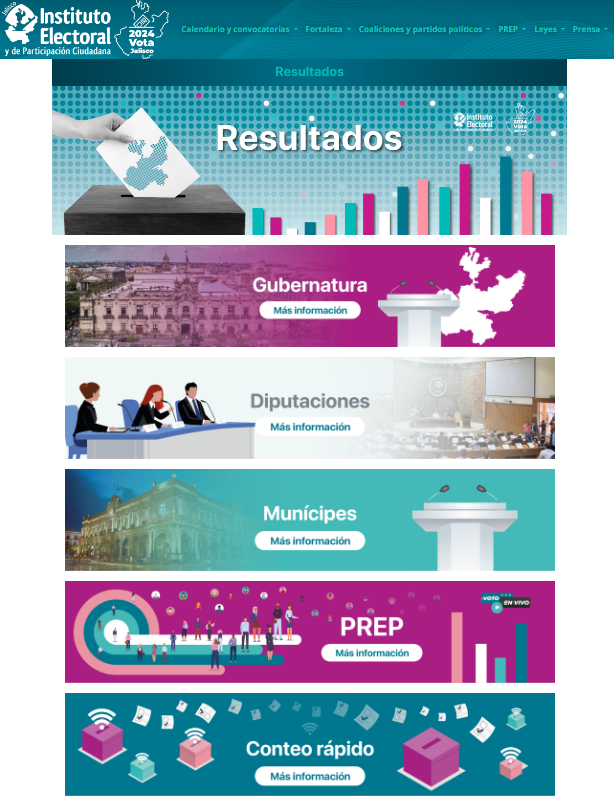 Jalisco
Instituto
Electoral
y de Participación Ciudadana
2024
Vota
Jalisco
Calendario y convocatorias
Fortaleza
Coaliciones y partidos políticos
PREP
Leyes
Prensa
Resultados
Resultados
Instituto
Electoral
2024
Vota
Gubernatura
Más información
Diputaciones
Más información
Munícipes
Más información
VOTO
EN VIVO
PREP
Más información
Conteo rápido
Más información